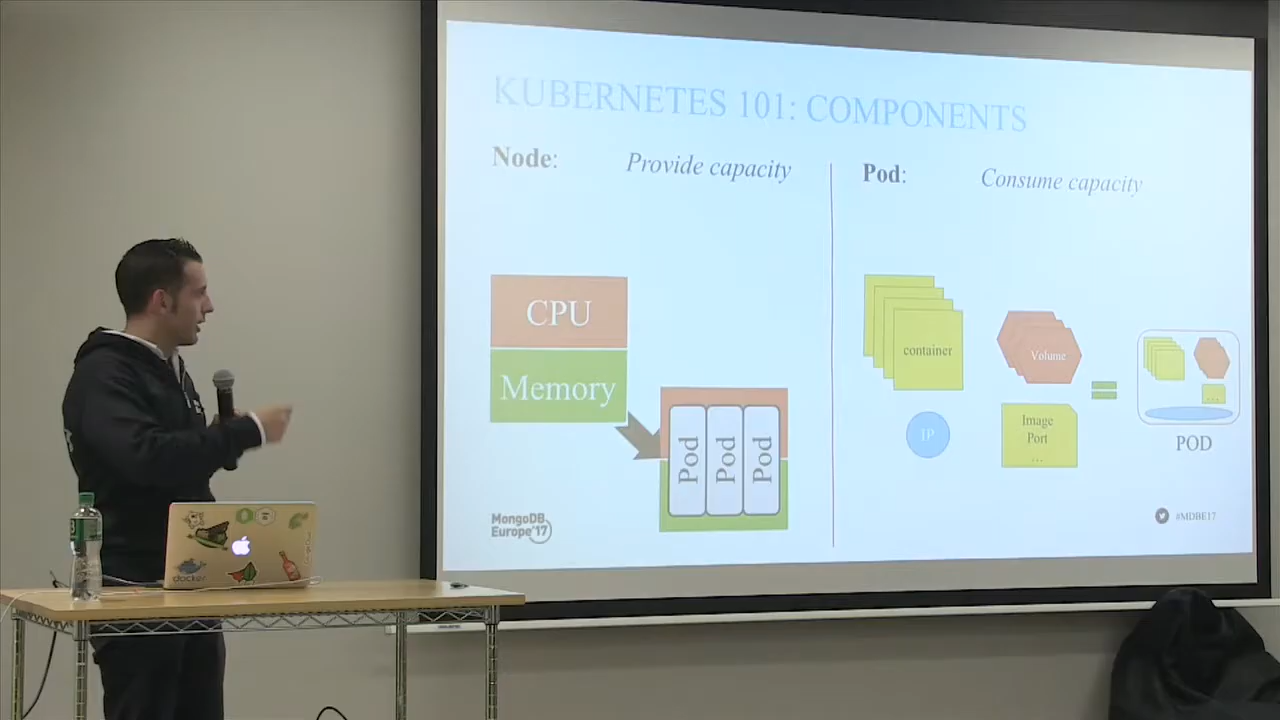 KUBERNETES 101: COMPONENTS
Node: Provide capacity
Pod: Consume capacity
CPU
Memory
Pod Pod Pod
container
Volume
IP
Image
Port
...
...
POD
MongoDB
Europe'17
#MDBE17
docker